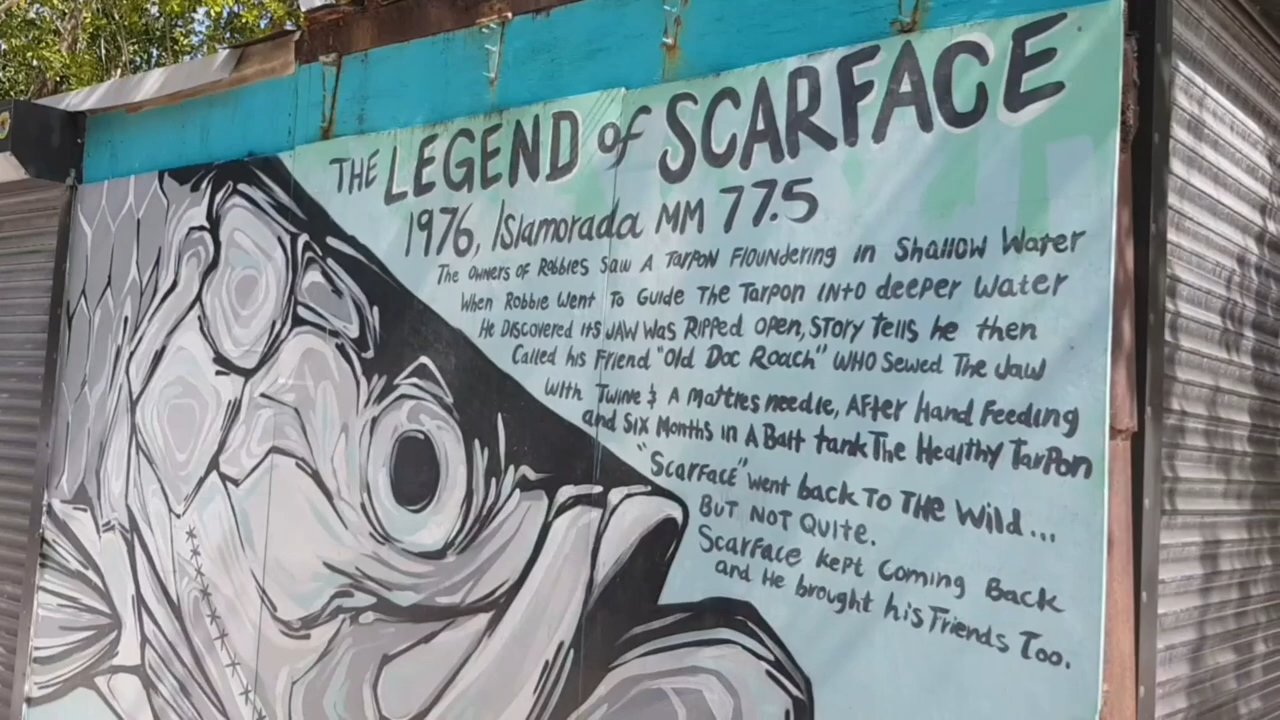 THE LEGEND of SCARFACE
1976, Islamorada MM 77.5
The owners of Robbies Saw A Tarpon Floundering in Shallow Water
When Robbie Went To Guide The Tarpon INto deeper Water
He Discovered its JAW Was Ripped open, Story tells he then
Called his Friend "Old Doc Roach" WHO Sewed The Jaw
With Twine & A Mattres needle, After Hand Feeding
and Six Months in A Bait tank The Healthy Tarpon
"Scarface" went back To THe Wild...
But NOT Quite.
Scarface kept Coming Back
and He brought his Friends Too.